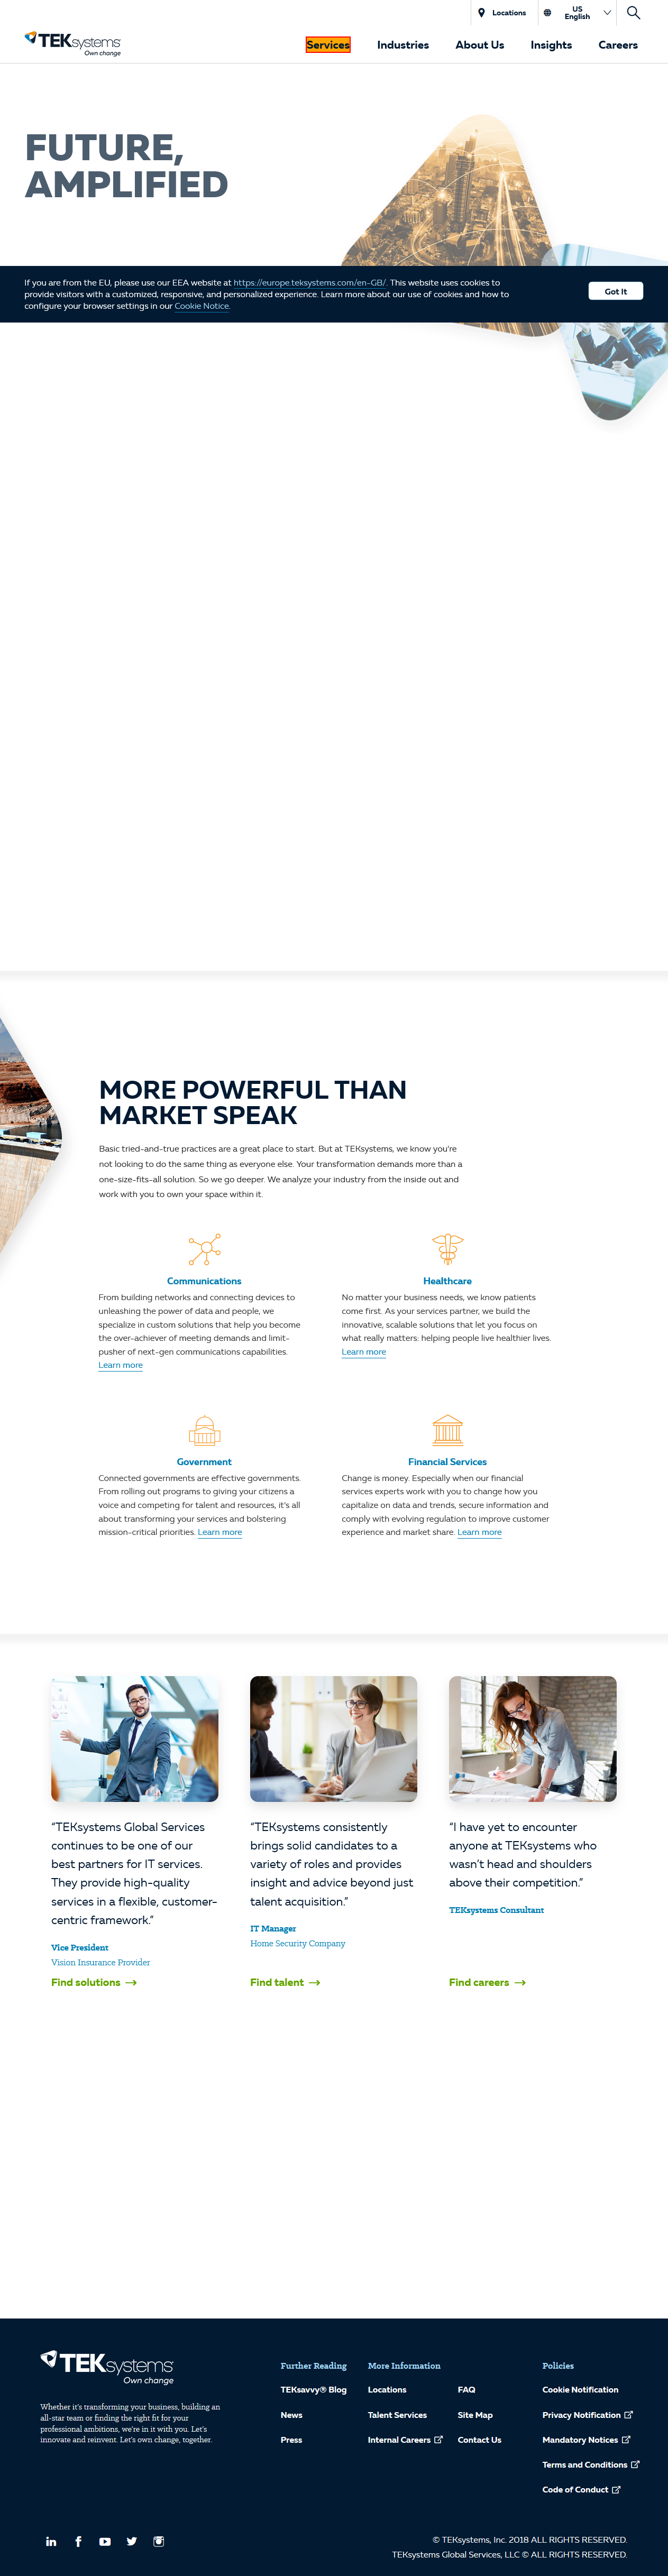 Locations
US
English
TEKsystems
Own change
Services
Industries
About Us
Insights
Careers
FUTURE,
AMPLIFIED
If you are from the EU, please use our EEA website at https://europe.teksystems.com/en-GB/. This website uses cookies to
provide visitors with a customized, responsive, and personalized experience. Learn more about our use of cookies and how to
configure your browser settings in our Cookie Notice.
Got It
MORE POWERFUL THAN
MARKET SPEAK
Basic tried-and-true practices are a great place to start. But at TEKsystems, we know you're
not looking to do the same thing as everyone else. Your transformation demands more than a
one-size-fits-all solution. So we go deeper. We analyze your industry from the inside out and
work with you to own your space within it.
Communications
From building networks and connecting devices to
unleashing the power of data and people, we
specialize in custom solutions that help you become
the over-achiever of meeting demands and limit-
pusher of next-gen communications capabilities.
Learn more
Healthcare
No matter your business needs, we know patients
come first. As your services partner, we build the
innovative, scalable solutions that let you focus on
what really matters: helping people live healthier lives.
Learn more
Government
Connected governments are effective governments.
From rolling out programs to giving your citizens a
voice and competing for talent and resources, it's all
about transforming your services and bolstering
mission-critical priorities. Learn more
Financial Services
Change is money. Especially when our financial
services experts work with you to change how you
capitalize on data and trends, secure information and
comply with evolving regulation to improve customer
experience and market share. Learn more
“TEKsystems Global Services
continues to be one of our
best partners for IT services.
They provide high-quality
services in a flexible, customer-
centric framework.”
Vice President
Vision Insurance Provider
Find solutions
“TEKsystems consistently
brings solid candidates to a
variety of roles and provides
insight and advice beyond just
talent acquisition.”
IT Manager
Home Security Company
Find talent
“I have yet to encounter
anyone at TEKsystems who
wasn't head and shoulders
above their competition.”
TEKsystems Consultant
Find careers
TEKsystems
Own change
Whether it's transforming your business, building an
all-star team or finding the right fit for your
professional ambitions, we're in it with you. Let's
innovate and reinvent. Let's own change, together.
Further Reading
TEKsavvy® Blog
News
Press
More Information
Locations
Talent Services
Internal Careers
FAQ
Site Map
Contact Us
Policies
Cookie Notification
Privacy Notification
Mandatory Notices
Terms and Conditions
Code of Conduct
© TEKsystems, Inc. 2018 ALL RIGHTS RESERVED.
TEKsystems Global Services, LLC © ALL RIGHTS RESERVED.